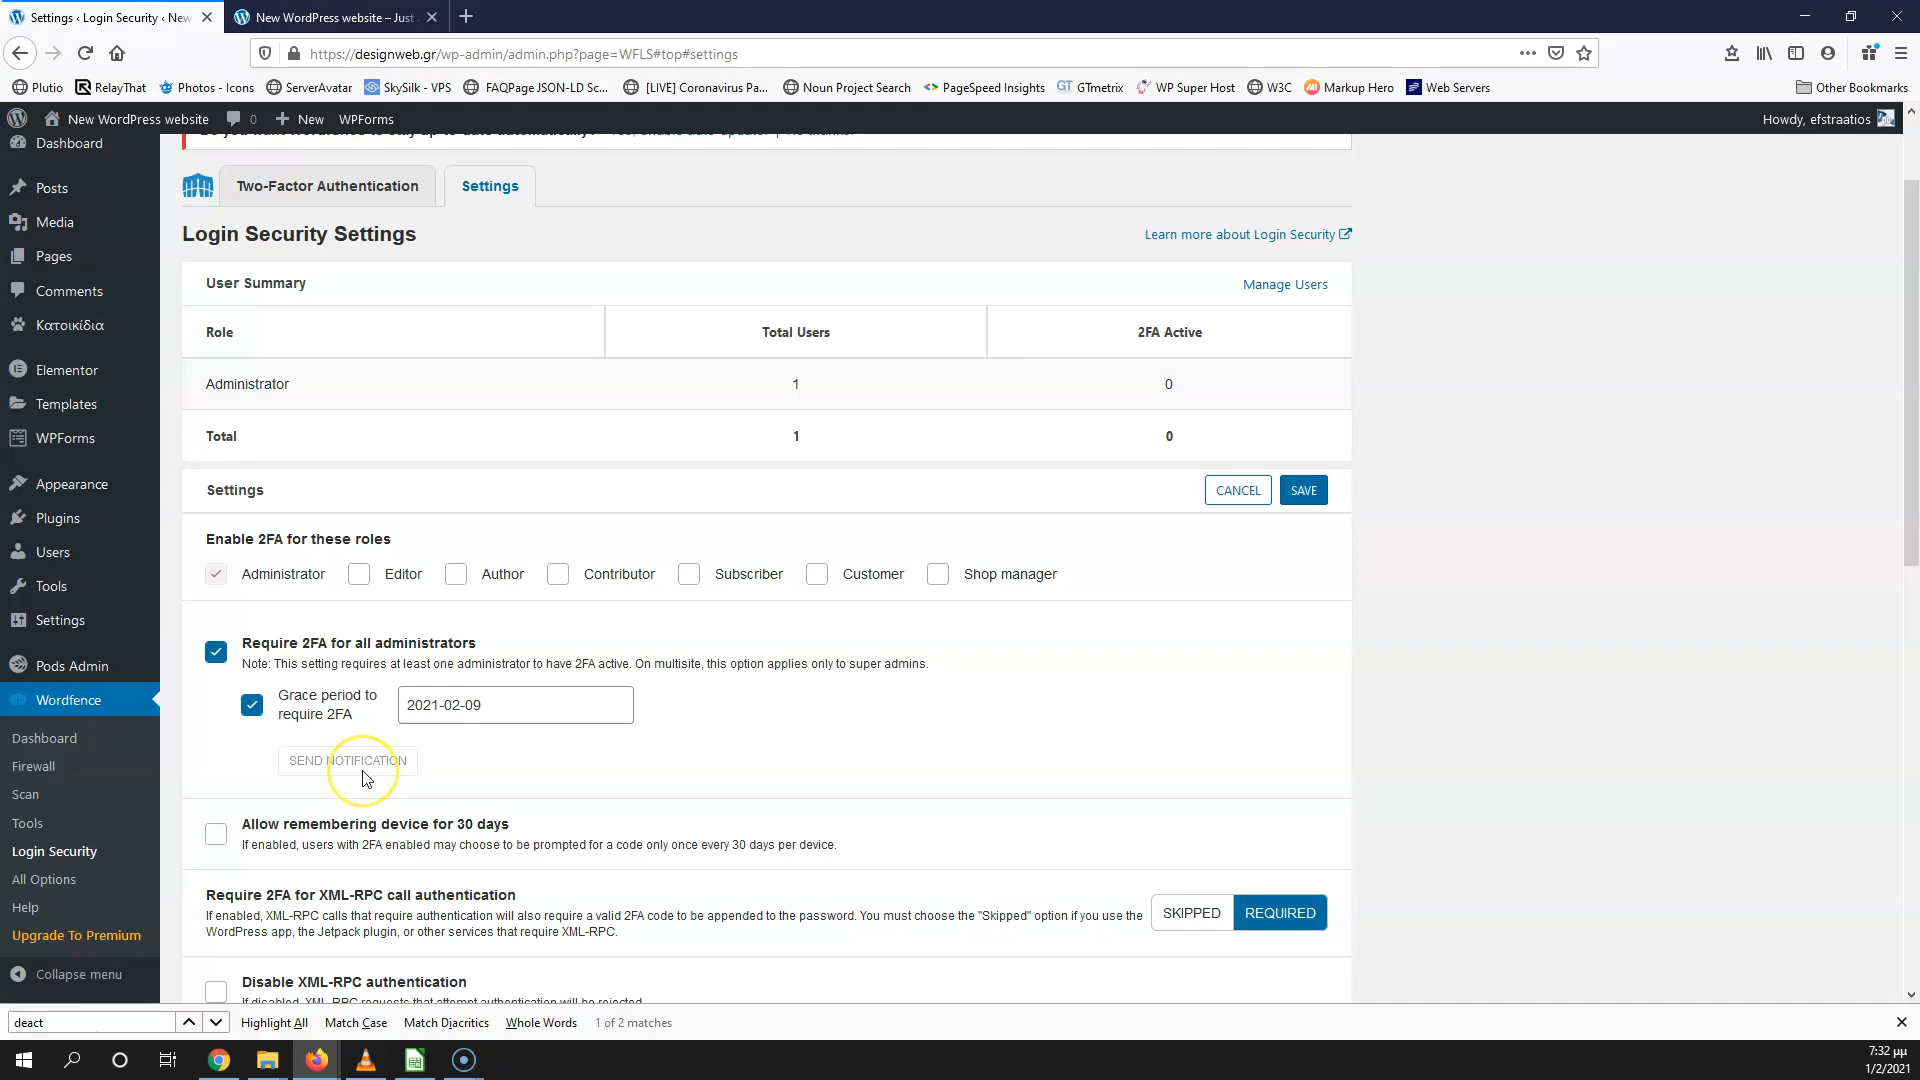 Settings ‹ Login Security ‹ New
New WordPress website – Just
https://designweb.gr/wp-admin/admin.php?page=WFLS#top#settings
Plutio
RelayThat
Photos - Icons
ServerAvatar
SkySilk - VPS
FAQPage JSON-LD Sc...
[LIVE] Coronavirus Pa...
Noun Project Search
PageSpeed Insights
GT GTmetrix
WP Super Host
W3C
Markup Hero
Web Servers
Other Bookmarks
New WordPress website
0
New
WPForms
Howdy, efstraatios
Dashboard
Posts
Media
Pages
Comments
Κατοικίδια
Elementor
Templates
WPForms
Appearance
Plugins
Users
Tools
Settings
Pods Admin
Wordfence
Dashboard
Firewall
Scan
Tools
Login Security
All Options
Help
Upgrade To Premium
Collapse menu
Two-Factor Authentication
Settings
Login Security Settings
Learn more about Login Security
User Summary
Manage Users
Role
Total Users
2FA Active
Administrator
1
0
Total
1
0
Settings
CANCEL
SAVE
Enable 2FA for these roles
Administrator
Editor
Author
Contributor
Subscriber
Customer
Shop manager
Require 2FA for all administrators
Note: This setting requires at least one administrator to have 2FA active. On multisite, this option applies only to super admins.
Grace period to
require 2FA
2021-02-09
SEND NOTIFICATION
Allow remembering device for 30 days
If enabled, users with 2FA enabled may choose to be prompted for a code only once every 30 days per device.
Require 2FA for XML-RPC call authentication
If enabled, XML-RPC calls that require authentication will also require a valid 2FA code to be appended to the password. You must choose the "Skipped" option if you use the
WordPress app, the Jetpack plugin, or other services that require XML-RPC.
SKIPPED
REQUIRED
Disable XML-RPC authentication
If disabled, XML-RPC requests that attempt authentication will be rejected
deact
Highlight All
Match Case
Match Diacritics
Whole Words
1 of 2 matches
7:32 μμ
1/2/2021